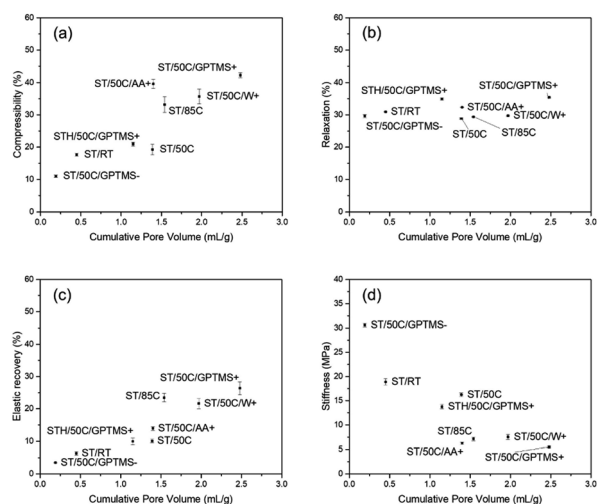 (a)
60
50
40
30
20
10
0
Compressibility (%)
ST/50C/GPTMS+
ST/50C/AA+
ST/50C/W+
ST/85C
STH/50C/GPTMS+
ST/RT
ST/50C
ST/50C/GPTMS-
0.0 0.5 1.0 1.5 2.0 2.5 3.0
Cumulative Pore Volume (mL/g)
(b)
60
50
40
30
20
10
0
Relaxation (%)
STH/50C/GPTMS+
ST/50C/GPTMS+
ST/RT
ST/50C/AA+
ST/50C/W+
ST/50C/GPTMS-
ST/50C
ST/85C
0.0 0.5 1.0 1.5 2.0 2.5 3.0
Cumulative Pore Volume (mL/g)
(c)
60
50
40
30
20
10
0
Elastic recovery (%)
ST/50C/GPTMS+
ST/85C
ST/50C/W+
ST/50C/AA+
STH/50C/GPTMS+
ST/50C
ST/RT
ST/50C/GPTMS-
0.0 0.5 1.0 1.5 2.0 2.5 3.0
Cumulative Pore Volume (mL/g)
(d)
40
35
30
25
20
15
10
5
0
Stiffness (MPa)
ST/50C/GPTMS-
ST/RT
ST/50C
STH/50C/GPTMS+
ST/85C
ST/50C/W+
ST/50C/AA+
ST/50C/GPTMS+
0.0 0.5 1.0 1.5 2.0 2.5 3.0
Cumulative Pore Volume (mL/g)